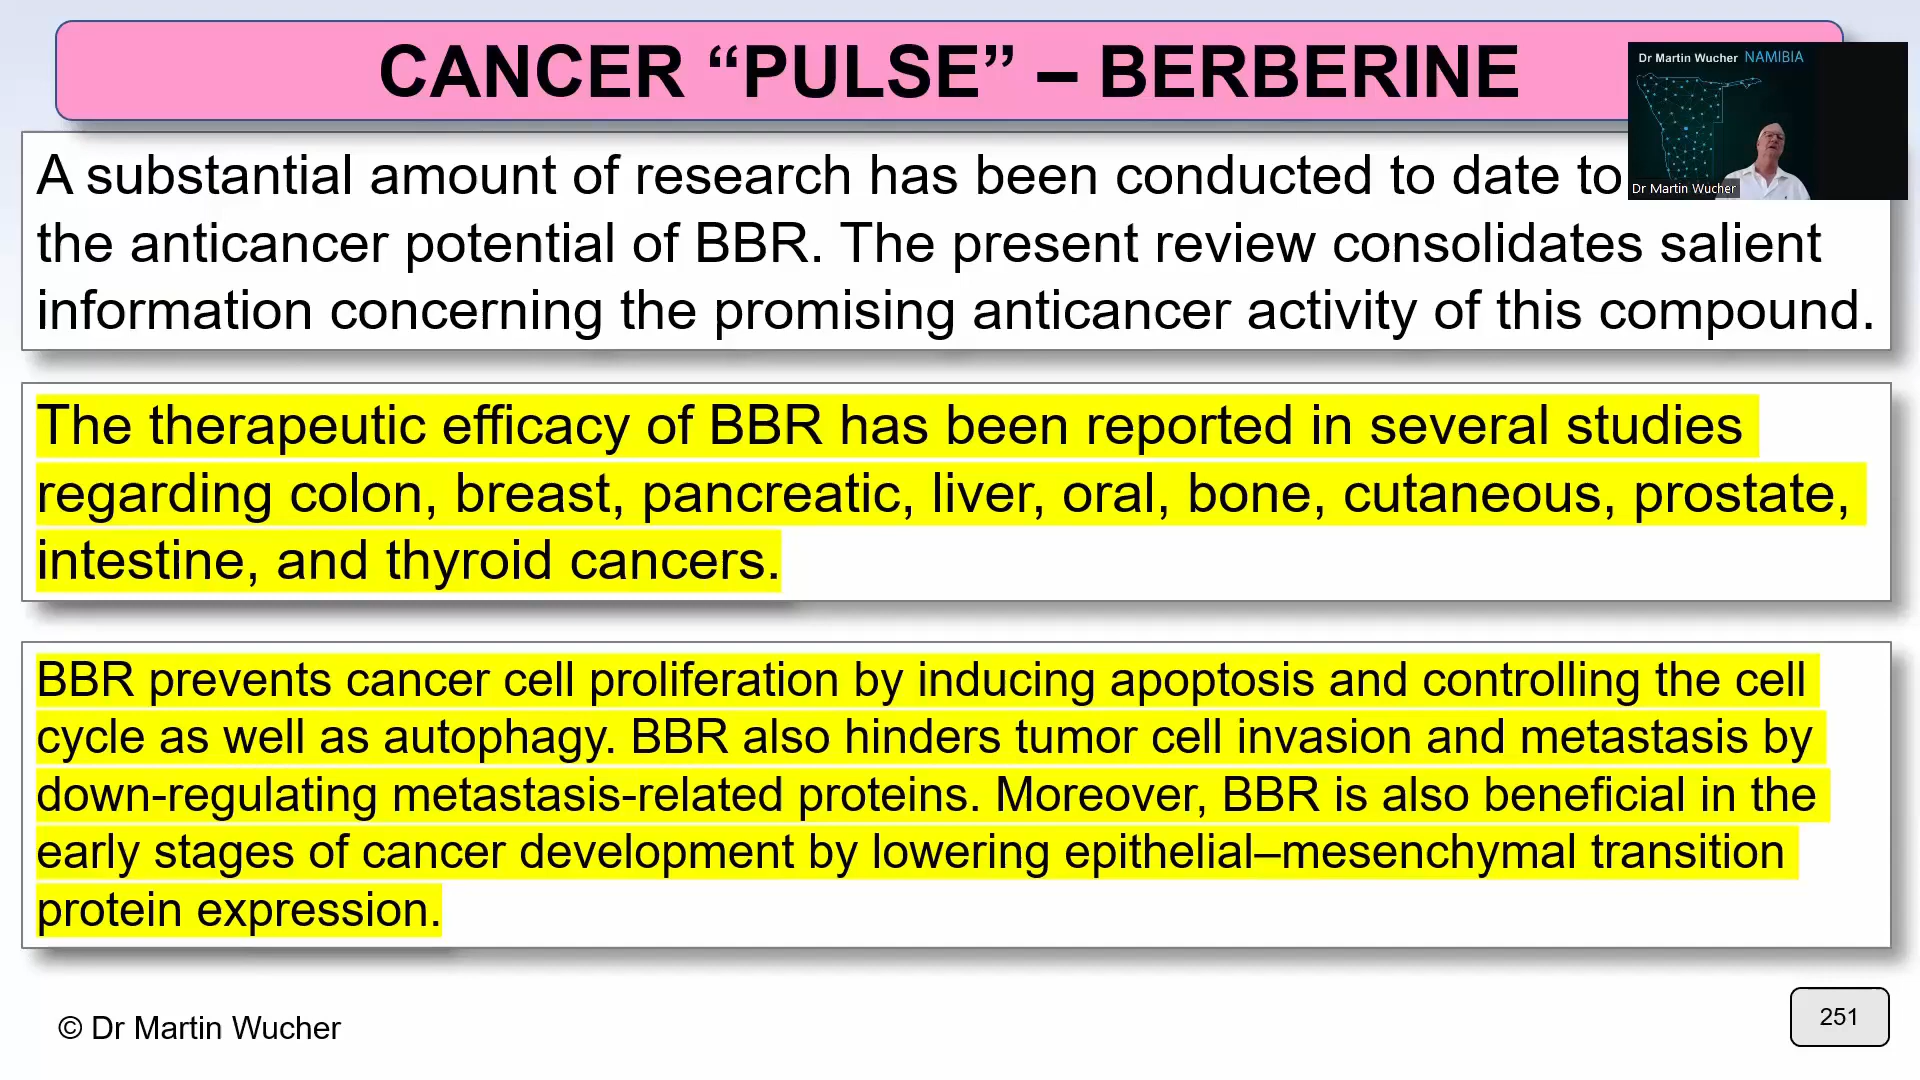 CANCER “PULSE” – BERBERINE
Dr Martin Wucher NAMIBIA
Dr Martin Wucher
A substantial amount of research has been conducted to date to
the anticancer potential of BBR. The present review consolidates salient
information concerning the promising anticancer activity of this compound.
The therapeutic efficacy of BBR has been reported in several studies
regarding colon, breast, pancreatic, liver, oral, bone, cutaneous, prostate,
intestine, and thyroid cancers.
BBR prevents cancer cell proliferation by inducing apoptosis and controlling the cell
cycle as well as autophagy. BBR also hinders tumor cell invasion and metastasis by
down-regulating metastasis-related proteins. Moreover, BBR is also beneficial in the
early stages of cancer development by lowering epithelial–mesenchymal transition
protein expression.
© Dr Martin Wucher
251